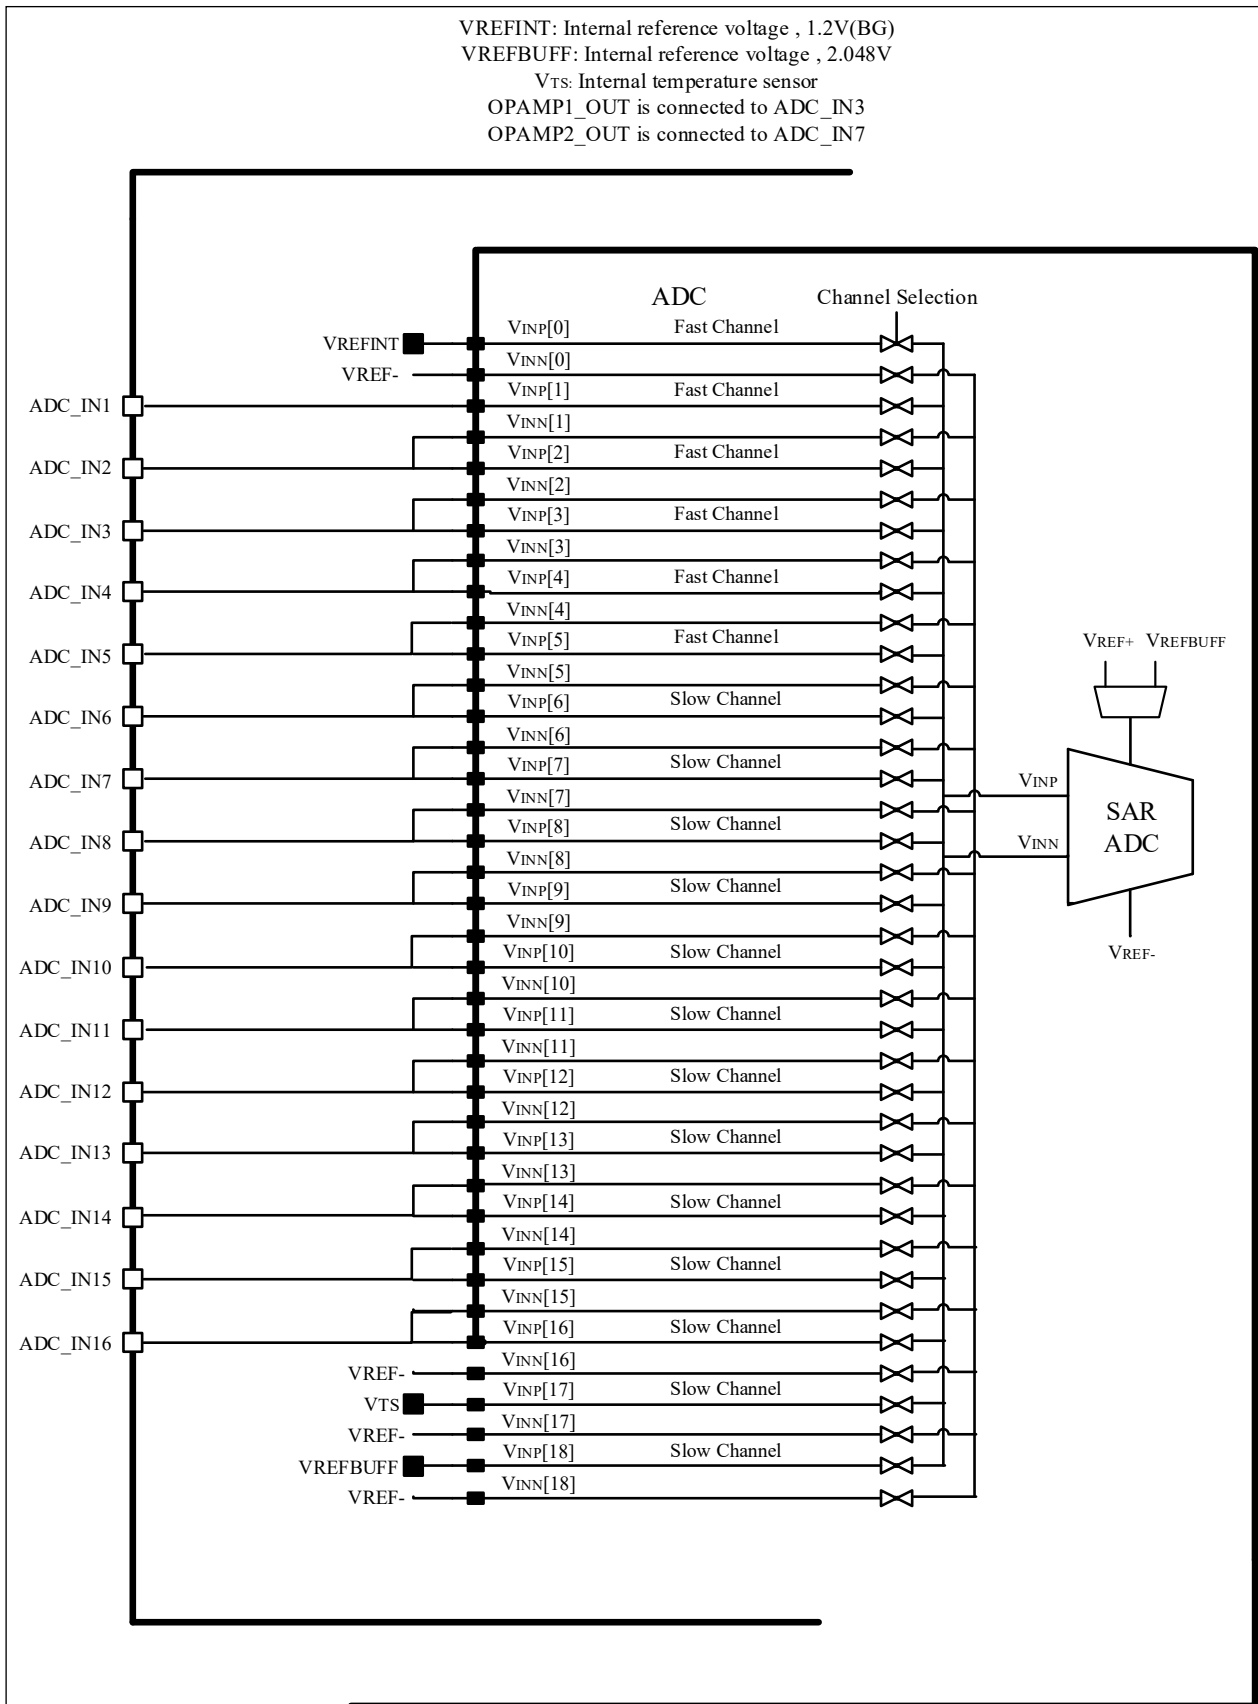 VREFINT: Internal reference voltage , 1.2V(BG)
VREFBUFF: Internal reference voltage , 2.048V
VTS: Internal temperature sensor
OPAMP1_OUT is connected to ADC_IN3
OPAMP2_OUT is connected to ADC_IN7
ADC Channel Selection
VINP[0] Fast Channel
VREFINT
VINN[0]
VREF-
VINP[1] Fast Channel
ADC_IN1
VINN[1]
VINP[2] Fast Channel
ADC_IN2
VINN[2]
VINP[3] Fast Channel
ADC_IN3
VINN[3]
VINP[4] Fast Channel
ADC_IN4
VINN[4]
VINP[5] Fast Channel
VREF+ VREFBUFF
ADC_IN5
VINN[5]
VINP[6] Slow Channel
ADC_IN6
VINN[6]
VINP[7] Slow Channel
ADC_IN7
VINP
VINN[7]
SAR
ADC
VINP[8] Slow Channel
ADC_IN8
VINN
VINN[8]
VINP[9] Slow Channel
ADC_IN9
VINN[9]
VINP[10] Slow Channel
VREF-
ADC_IN10
VINN[10]
VINP[11] Slow Channel
ADC_IN11
VINN[11]
VINP[12] Slow Channel
ADC_IN12
VINN[12]
VINP[13] Slow Channel
ADC_IN13
VINN[13]
VINP[14] Slow Channel
ADC_IN14
VINN[14]
VINP[15] Slow Channel
ADC_IN15
VINN[15]
VINP[16] Slow Channel
ADC_IN16
VINN[16]
VREF-
VINP[17] Slow Channel
VTS
VINN[17]
VREF-
VINP[18] Slow Channel
VREFBUFF
VINN[18]
VREF-